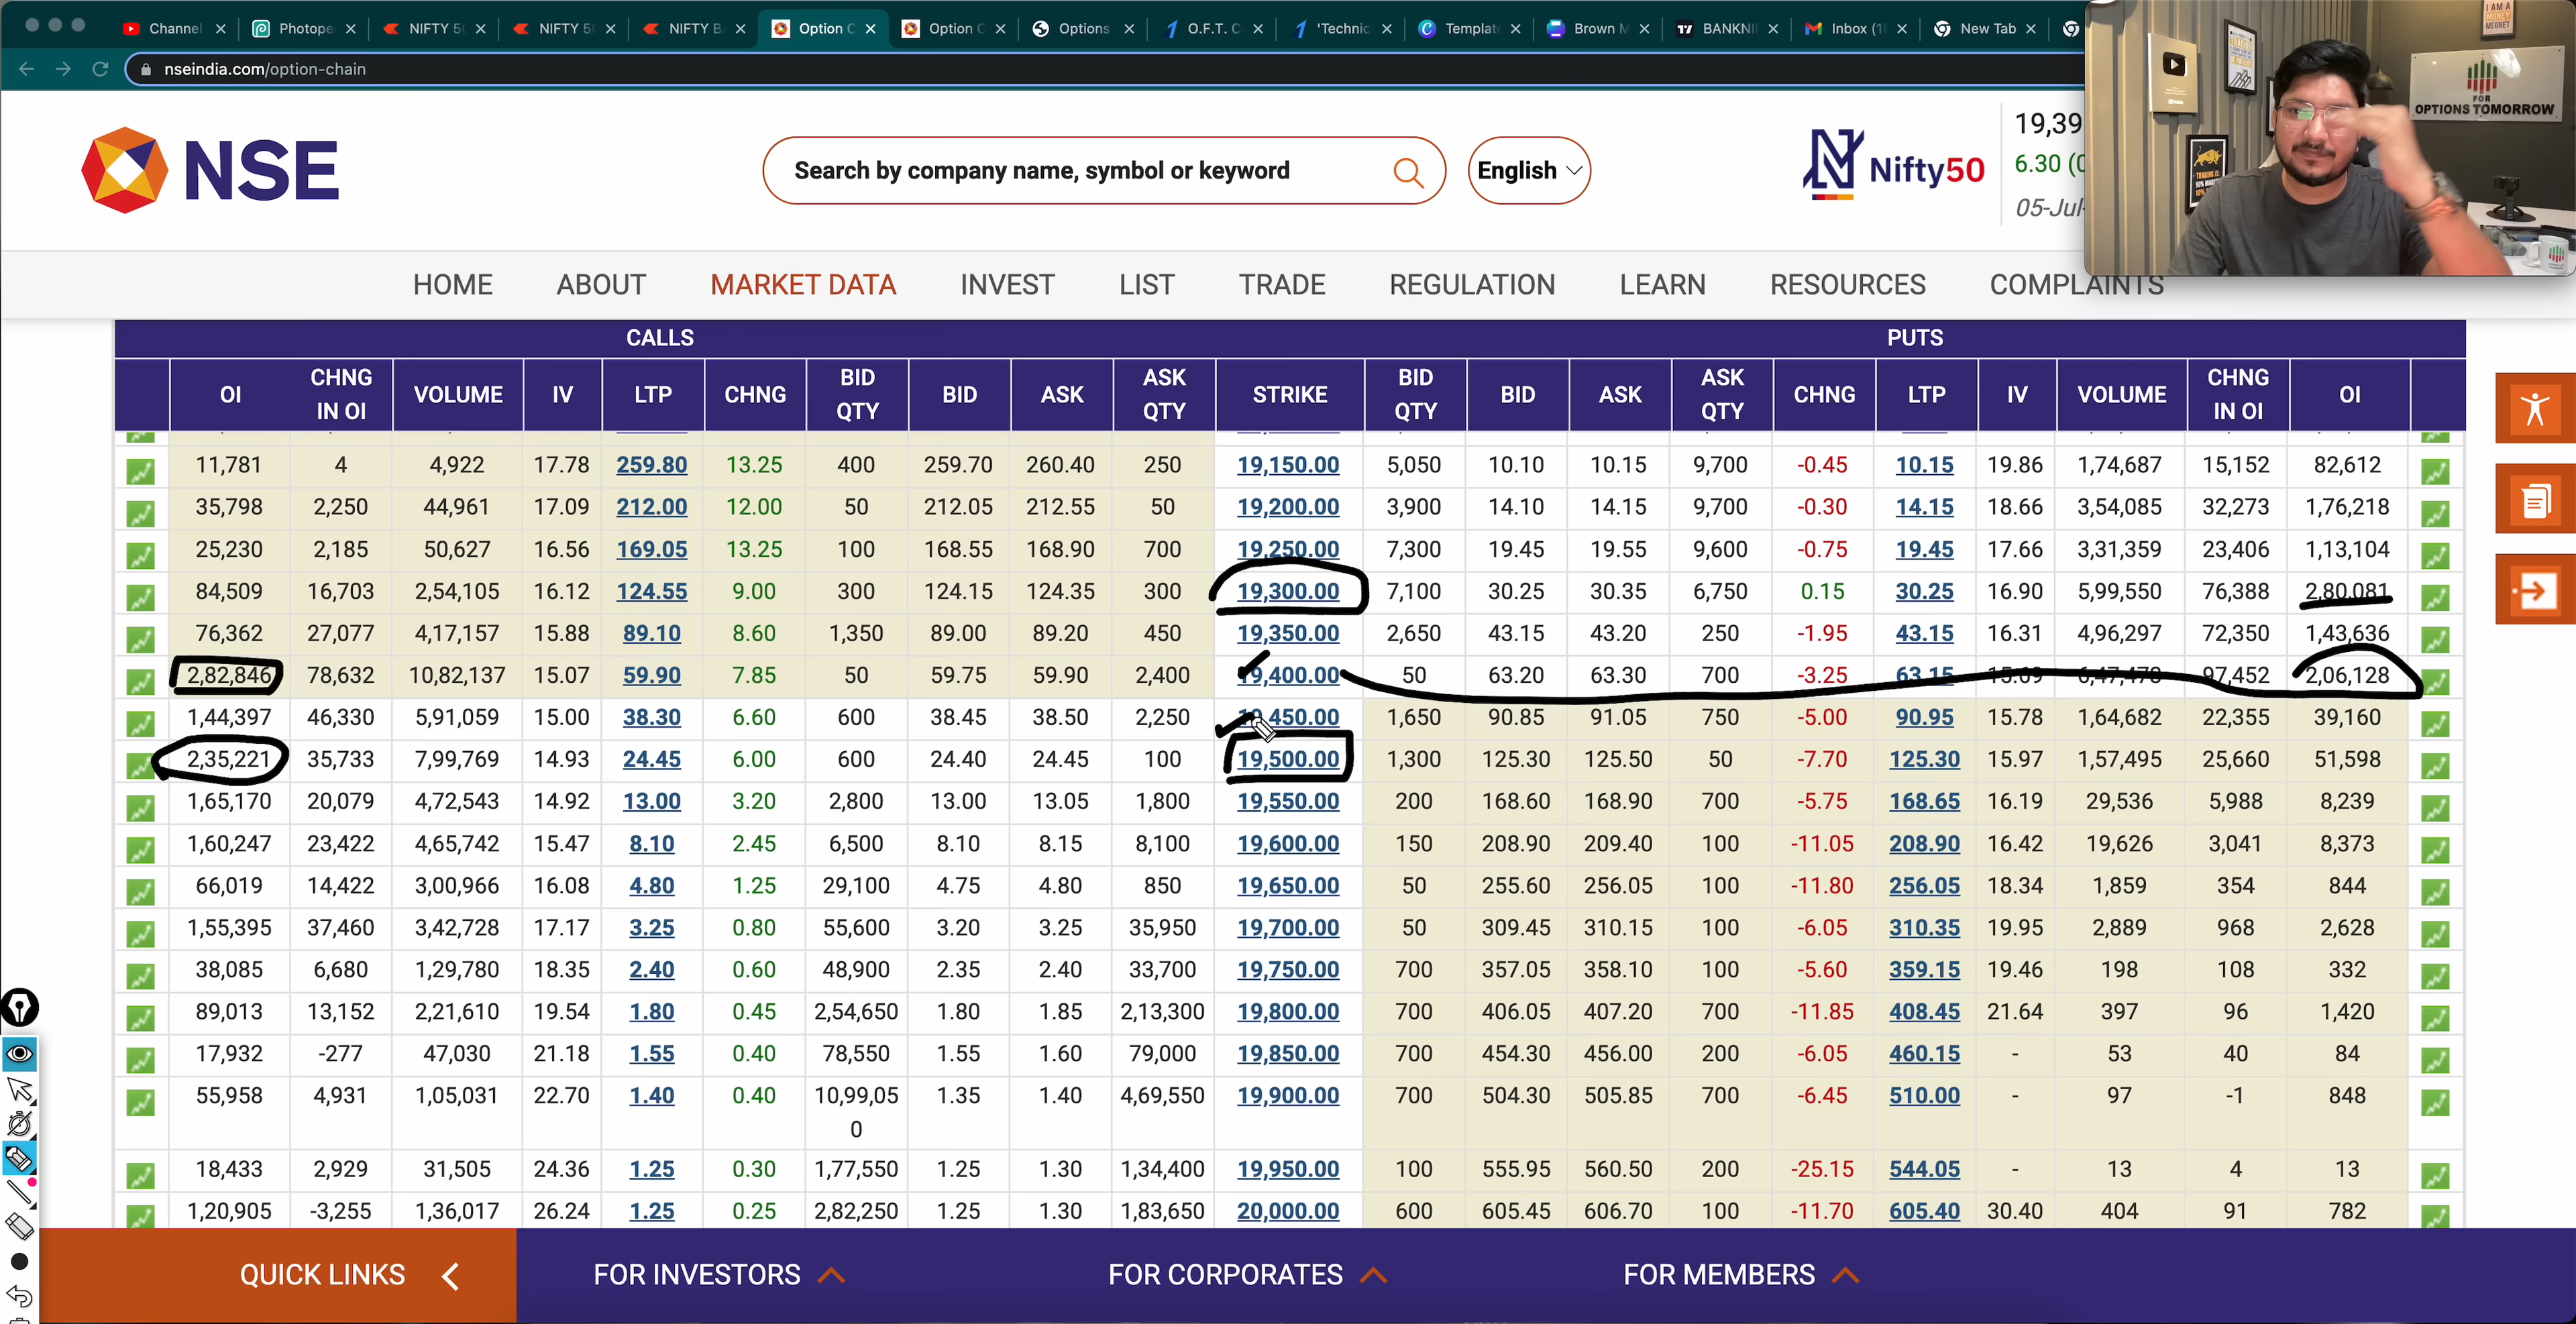 Channel
Photope
NIFTY 5
NIFTY 5
NIFTY B
Option C
Option C
Options
O.F.T. C
'Technic
Templat
Brown M
BANKNI
Inbox (1
New Tab
nseindia.com/option-chain
NSE
Search by company name, symbol or keyword
English
Nifty50
19,39
6.30 (0
05-Jul-
FOR
OPTIONS TOMORROW
HOME ABOUT MARKET DATA INVEST LIST TRADE REGULATION LEARN RESOURCES COMPLAINTS
CALLS PUTS
OI CHNG IN OI VOLUME IV LTP CHNG BID QTY BID ASK ASK QTY STRIKE BID QTY BID ASK ASK QTY CHNG LTP IV VOLUME CHNG IN OI OI
11,781 4 4,922 17.78 259.80 13.25 400 259.70 260.40 250 19,150.00 5,050 10.10 10.15 9,700 -0.45 10.15 19.86 1,74,687 15,152 82,612
35,798 2,250 44,961 17.09 212.00 12.00 50 212.05 212.55 50 19,200.00 3,900 14.10 14.15 9,700 -0.30 14.15 18.66 3,54,085 32,273 1,76,218
25,230 2,185 50,627 16.56 169.05 13.25 100 168.55 168.90 700 19,250.00 7,300 19.45 19.55 9,600 -0.75 19.45 17.66 3,31,359 23,406 1,13,104
84,509 16,703 2,54,105 16.12 124.55 9.00 300 124.15 124.35 300 19,300.00 7,100 30.25 30.35 6,750 0.15 30.25 16.90 5,99,550 76,388 2,80,081
76,362 27,077 4,17,157 15.88 89.10 8.60 1,350 89.00 89.20 450 19,350.00 2,650 43.15 43.20 250 -1.95 43.15 16.31 4,96,297 72,350 1,43,636
2,82,846 78,632 10,82,137 15.07 59.90 7.85 50 59.75 59.90 2,400 19,400.00 50 63.20 63.30 700 -3.25 63.15 15.69 6,47,478 97,452 2,06,128
1,44,397 46,330 5,91,059 15.00 38.30 6.60 600 38.45 38.50 2,250 19,450.00 1,650 90.85 91.05 750 -5.00 90.95 15.78 1,64,682 22,355 39,160
2,35,221 35,733 7,99,769 14.93 24.45 6.00 600 24.40 24.45 100 19,500.00 1,300 125.30 125.50 50 -7.70 125.30 15.97 1,57,495 25,660 51,598
1,65,170 20,079 4,72,543 14.92 13.00 3.20 2,800 13.00 13.05 1,800 19,550.00 200 168.60 168.90 700 -5.75 168.65 16.19 29,536 5,988 8,239
1,60,247 23,422 4,65,742 15.47 8.10 2.45 6,500 8.10 8.15 8,100 19,600.00 150 208.90 209.40 100 -11.05 208.90 16.42 19,626 3,041 8,373
66,019 14,422 3,00,966 16.08 4.80 1.25 29,100 4.75 4.80 850 19,650.00 50 255.60 256.05 100 -11.80 256.05 18.34 1,859 354 844
1,55,395 37,460 3,42,728 17.17 3.25 0.80 55,600 3.20 3.25 35,950 19,700.00 50 309.45 310.15 100 -6.05 310.35 19.95 2,889 968 2,628
38,085 6,680 1,29,780 18.35 2.40 0.60 48,900 2.35 2.40 33,700 19,750.00 700 357.05 358.10 100 -5.60 359.15 19.46 198 108 332
89,013 13,152 2,21,610 19.54 1.80 0.45 2,54,650 1.80 1.85 2,13,300 19,800.00 700 406.05 407.20 700 -11.85 408.45 21.64 397 96 1,420
17,932 -277 47,030 21.18 1.55 0.40 78,550 1.55 1.60 79,000 19,850.00 700 454.30 456.00 200 -6.05 460.15 - 53 40 84
55,958 4,931 1,05,031 22.70 1.40 0.40 10,99,050 1.35 1.40 4,69,550 19,900.00 700 504.30 505.85 700 -6.45 510.00 - 97 -1 848
18,433 2,929 31,505 24.36 1.25 0.30 1,77,550 1.25 1.30 1,34,400 19,950.00 100 555.95 560.50 200 -25.15 544.05 - 13 4 13
1,20,905 -3,255 1,36,017 26.24 1.25 0.25 2,82,250 1.25 1.30 1,83,650 20,000.00 600 605.45 606.70 100 -11.70 605.40 30.40 404 91 782
QUICK LINKS FOR INVESTORS FOR CORPORATES FOR MEMBERS